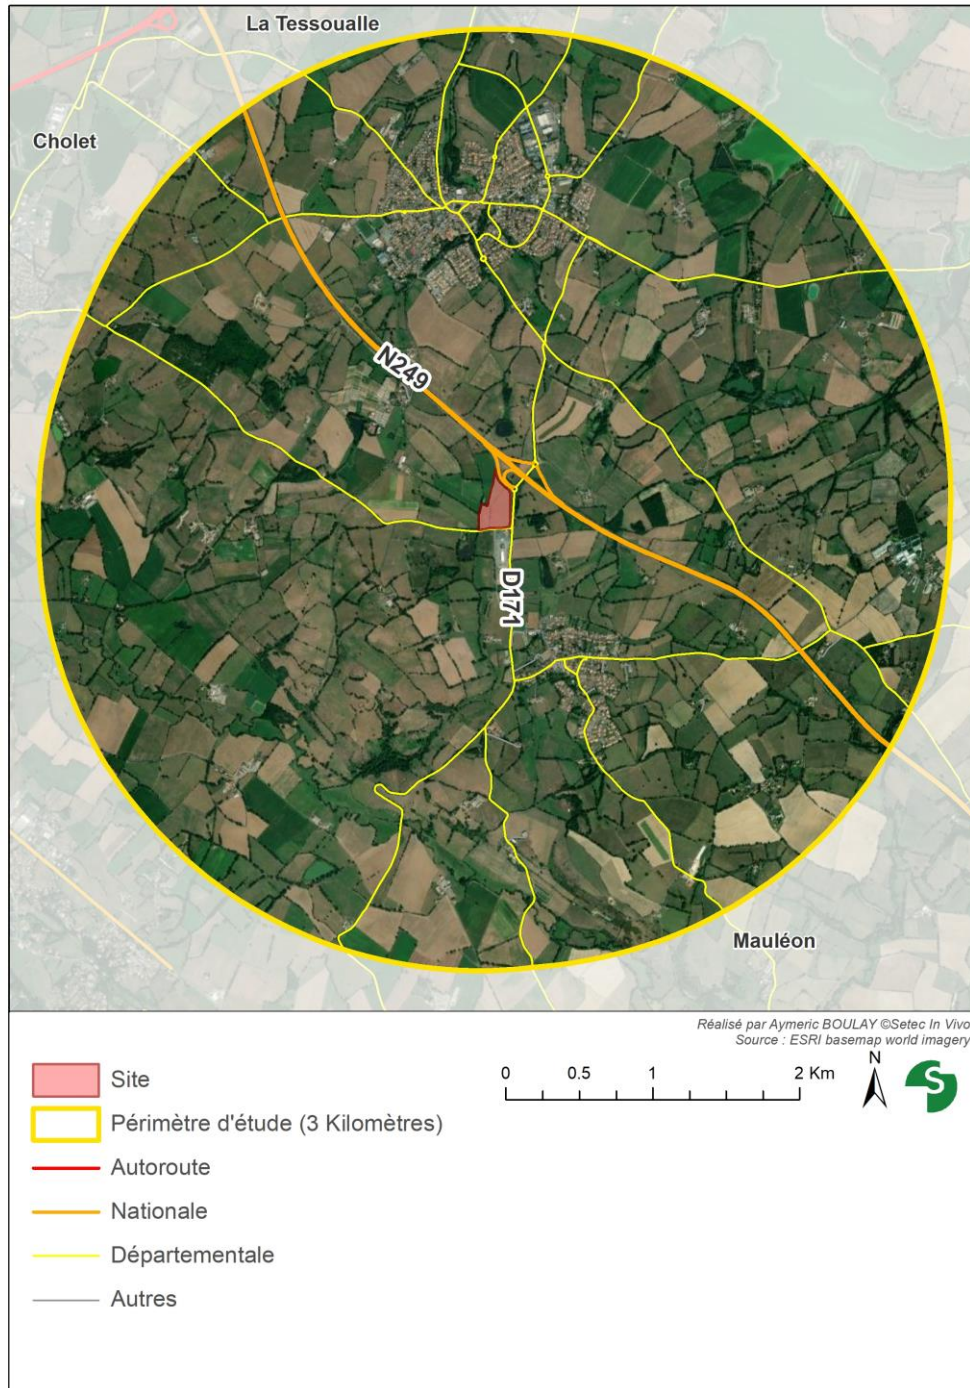 La Tessoualle
Cholet
N249
D171
Mauléon
Réalisé par Aymeric BOULAY ©Setec In Vivo
Source : ESRI basemap world imagery
Site
Périmètre d'étude (3 Kilomètres)
Autoroute
Nationale
Départementale
Autres
0 0.5 1 2 Km
N
S